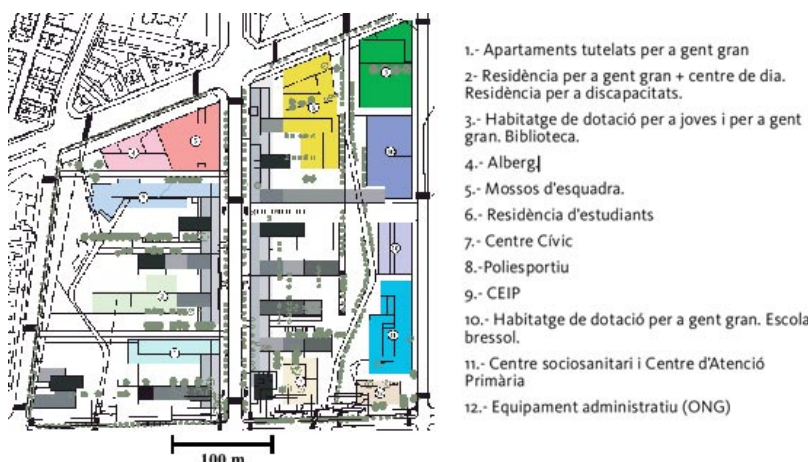 1.- Apartaments tutelats per a gent gran
2- Residència per a gent gran + centre de dia.
Residència per a discapacitats.
3.- Habitatge de dotació per a joves i per a gent
gran. Biblioteca.
4.- Alberg.
5.- Mossos d'esquadra.
6.- Residència d'estudiants
7.- Centre Cívic
8.-Poliesportiu
9.- CEIP
10.- Habitatge de dotació per a gent gran. Escola
bressol.
11.- Centre sociosanitari i Centre d'Atenció
Primària
12.- Equipament administratiu (ONG)
100 m